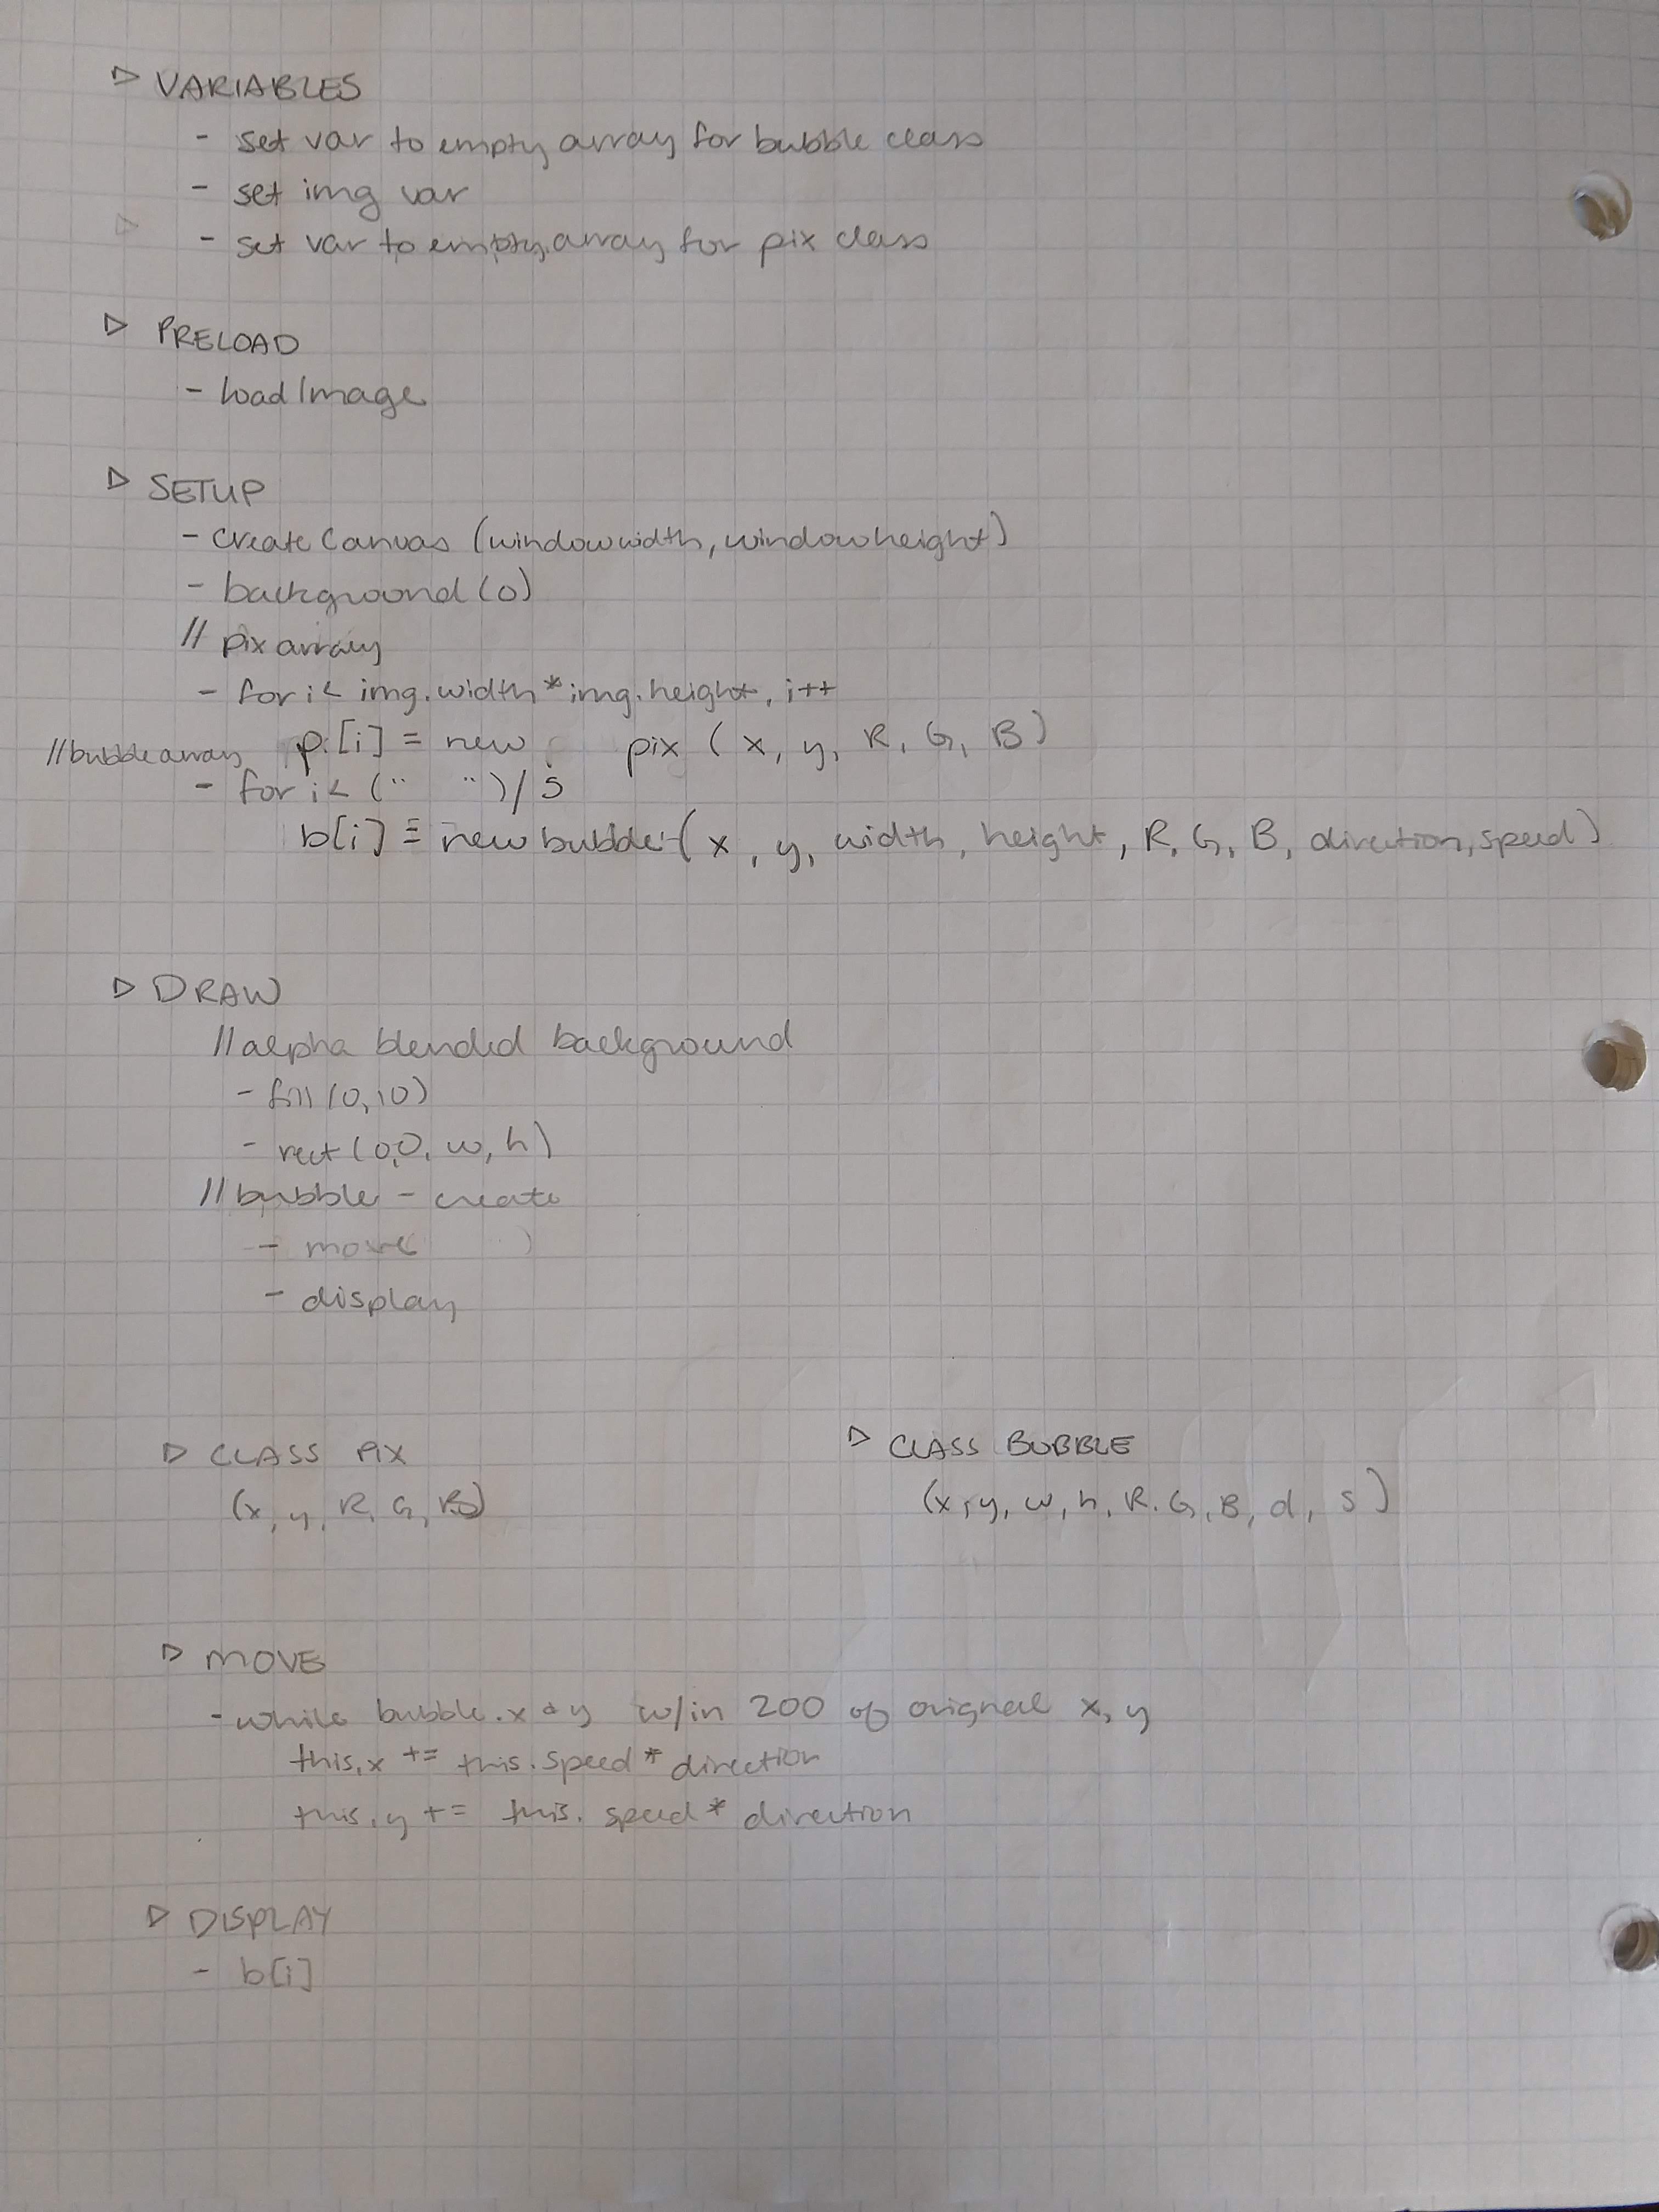 ▷ VARIABLES
- set var to empty array for bubble class
- set img var
- set var to empty array for pix class
▷ PRELOAD
- loadImage
▷ SETUP
- createCanvas (windowwidth, windowheight)
- background (0)
// pix array
- for i < img.width * img.height, i++
p.[i] = new pix (x, y, R, G, B)
// bubble array
- for i < (" ")/5
b[i] = new bubble (x, y, width, height, R, G, B, direction, speed)
▷ DRAW
// alpha blended background
- fill (0,10)
- rect (0,0, w, h)
// bubble - create
- move
- display
▷ CLASS PIX
(x, y, R, G, B)
▷ CLASS BUBBLE
(x, y, w, h, R. G, B, d, s)
▷ MOVE
- while bubble.x & y w/in 200 of orignal x, y
this.x += this.speed * direction
this.y += this.speed * direction
▷ DISPLAY
- b[i]